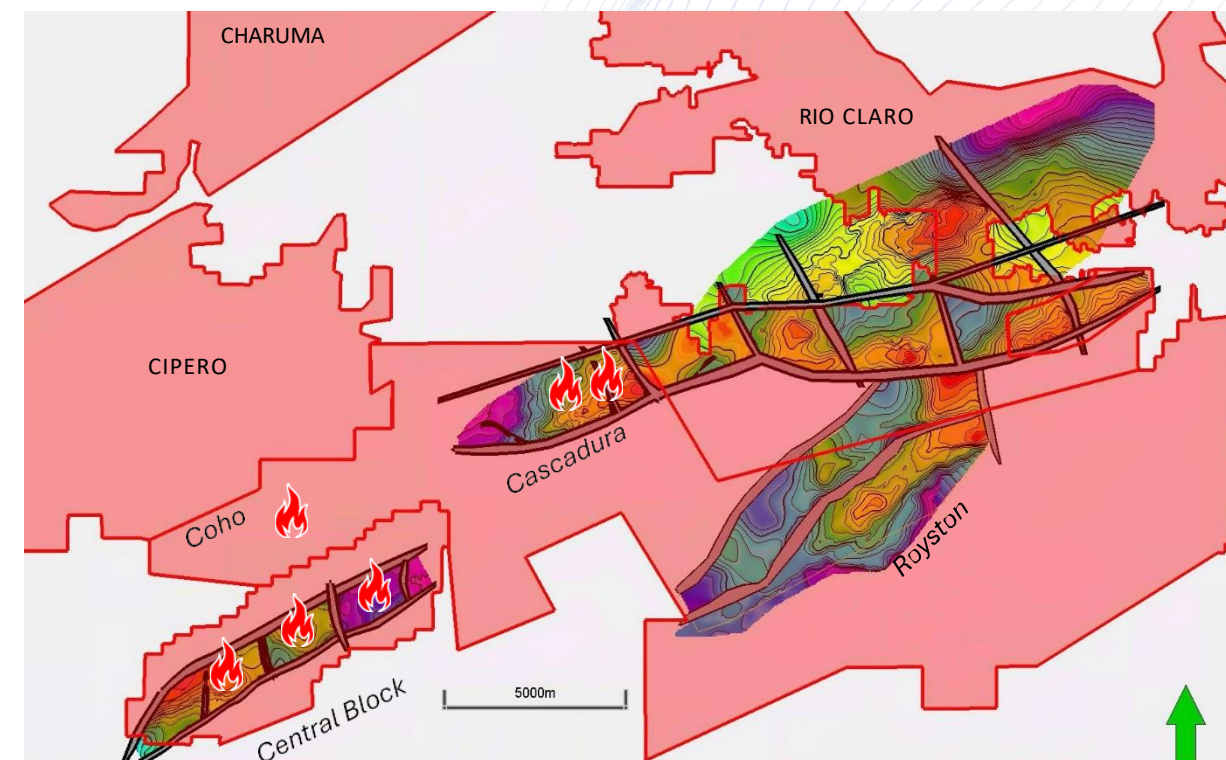 CHARUMA
RIO CLARO
CIPERO
Cascadura
Coho
Royston
5000m
Central Block